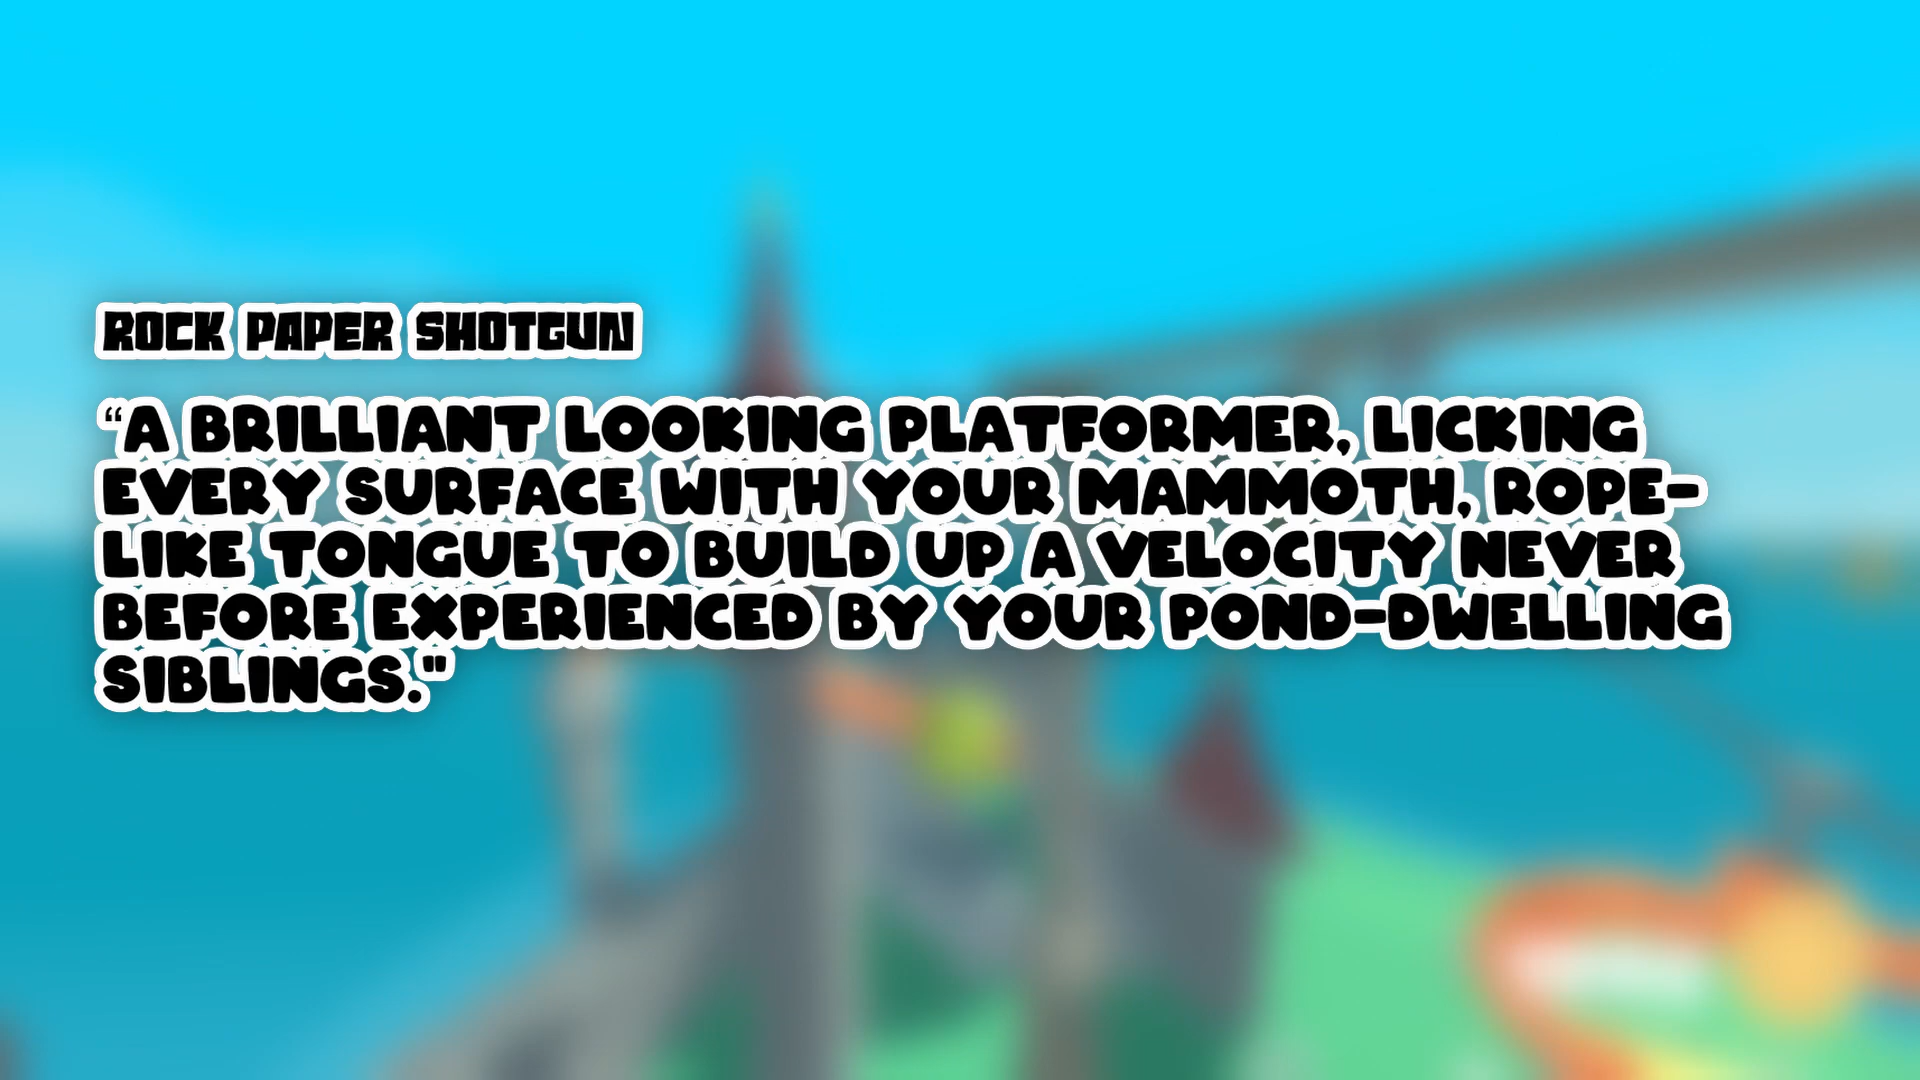 ROCK PAPER SHOTGUN
“A BRILLIANT LOOKING PLATFORMER, LICKING
EVERY SURFACE WITH YOUR MAMMOTH, ROPE-
LIKE TONGUE TO BUILD UP A VELOCITY NEVER
BEFORE EXPERIENCED BY YOUR POND-DWELLING
SIBLINGS."